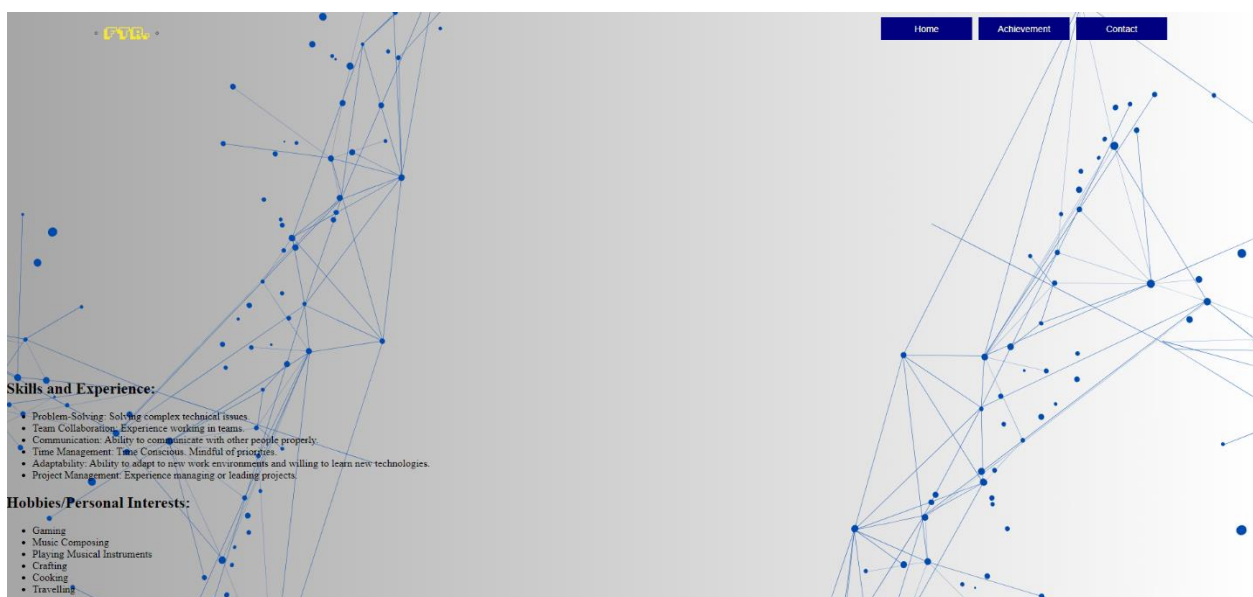 FTR.
Home
Achievement
Contact
Skills and Experience:
Problem-Solving: Solving complex technical issues.
Team Collaboration: Experience working in teams.
Communication: Ability to communicate with other people properly.
Time Management: Time Conscious. Mindful of priorities.
Adaptability: Ability to adapt to new work environments and willing to learn new technologies.
Project Management: Experience managing or leading projects.
Hobbies/Personal Interests:
Gaming
Music Composing
Playing Musical Instruments
Crafting
Cooking
Travelling